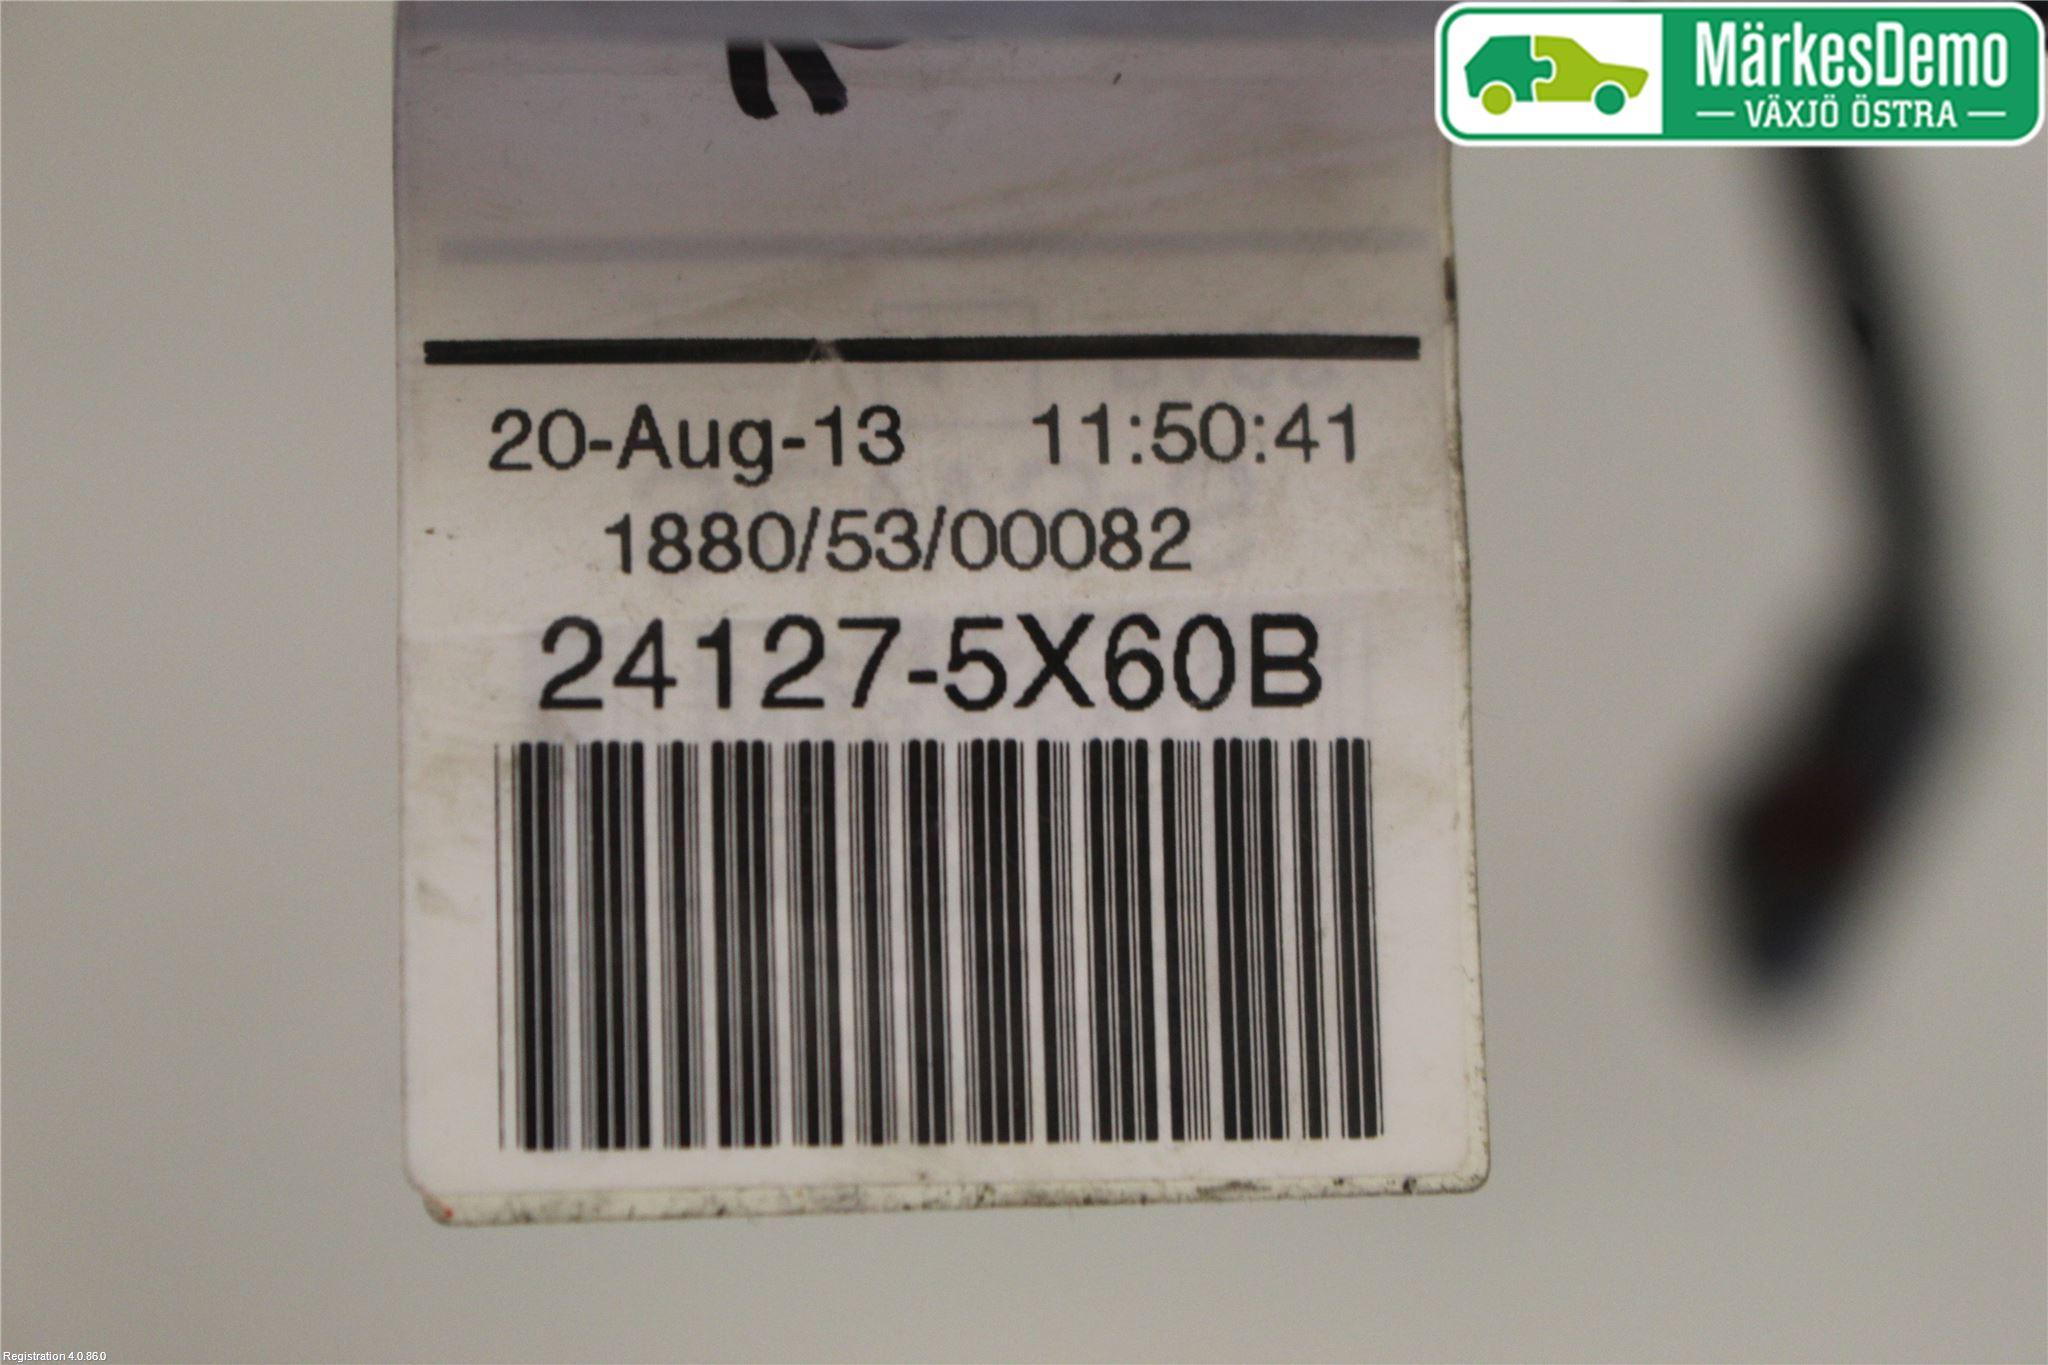 MärkesDemo
VÄXJÖ ÖSTRA
20-Aug-13 11:50:41
1880/53/00082
24127-5X60B
Registration 4.0.86.0